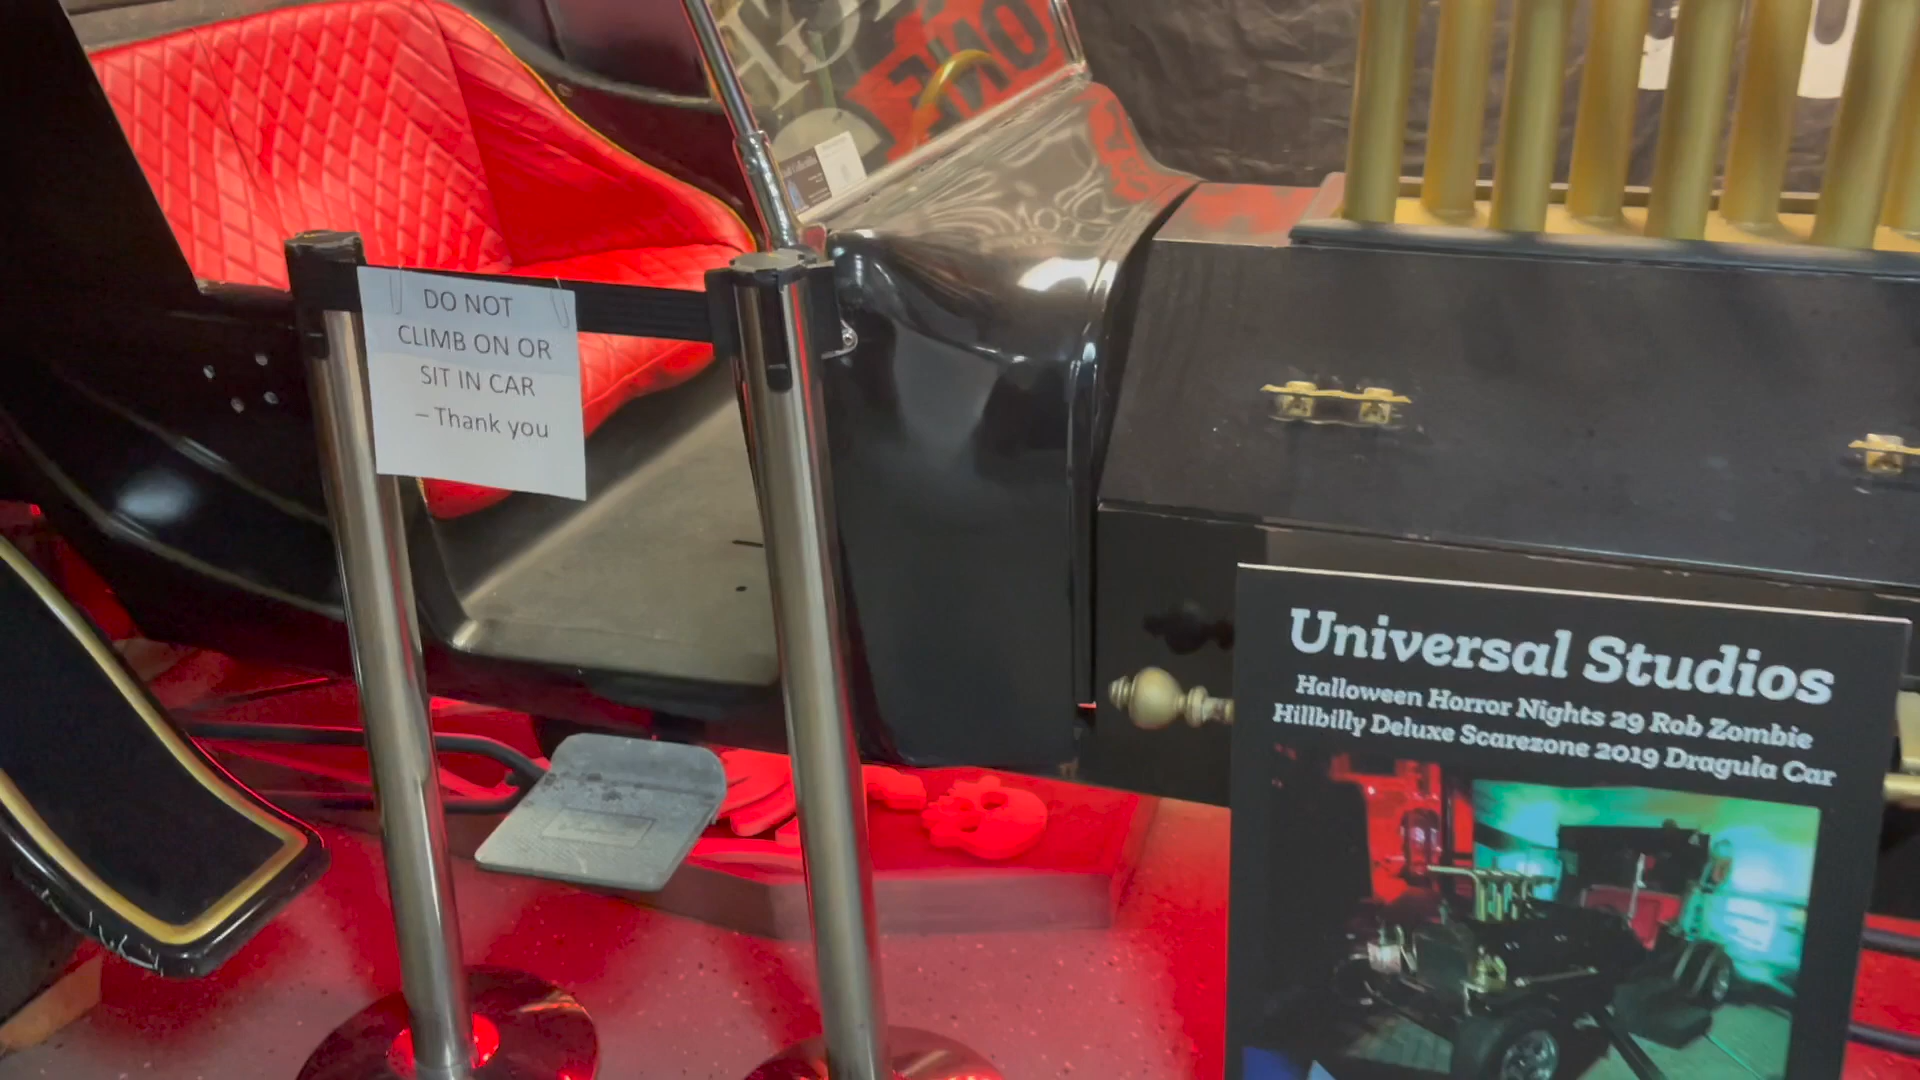 DO NOT
CLIMB ON OR
SIT IN CAR
– Thank you
Universal Studios
Halloween Horror Nights 29 Rob Zombie
Hillbilly Deluxe Scarezone 2019 Dragula Car